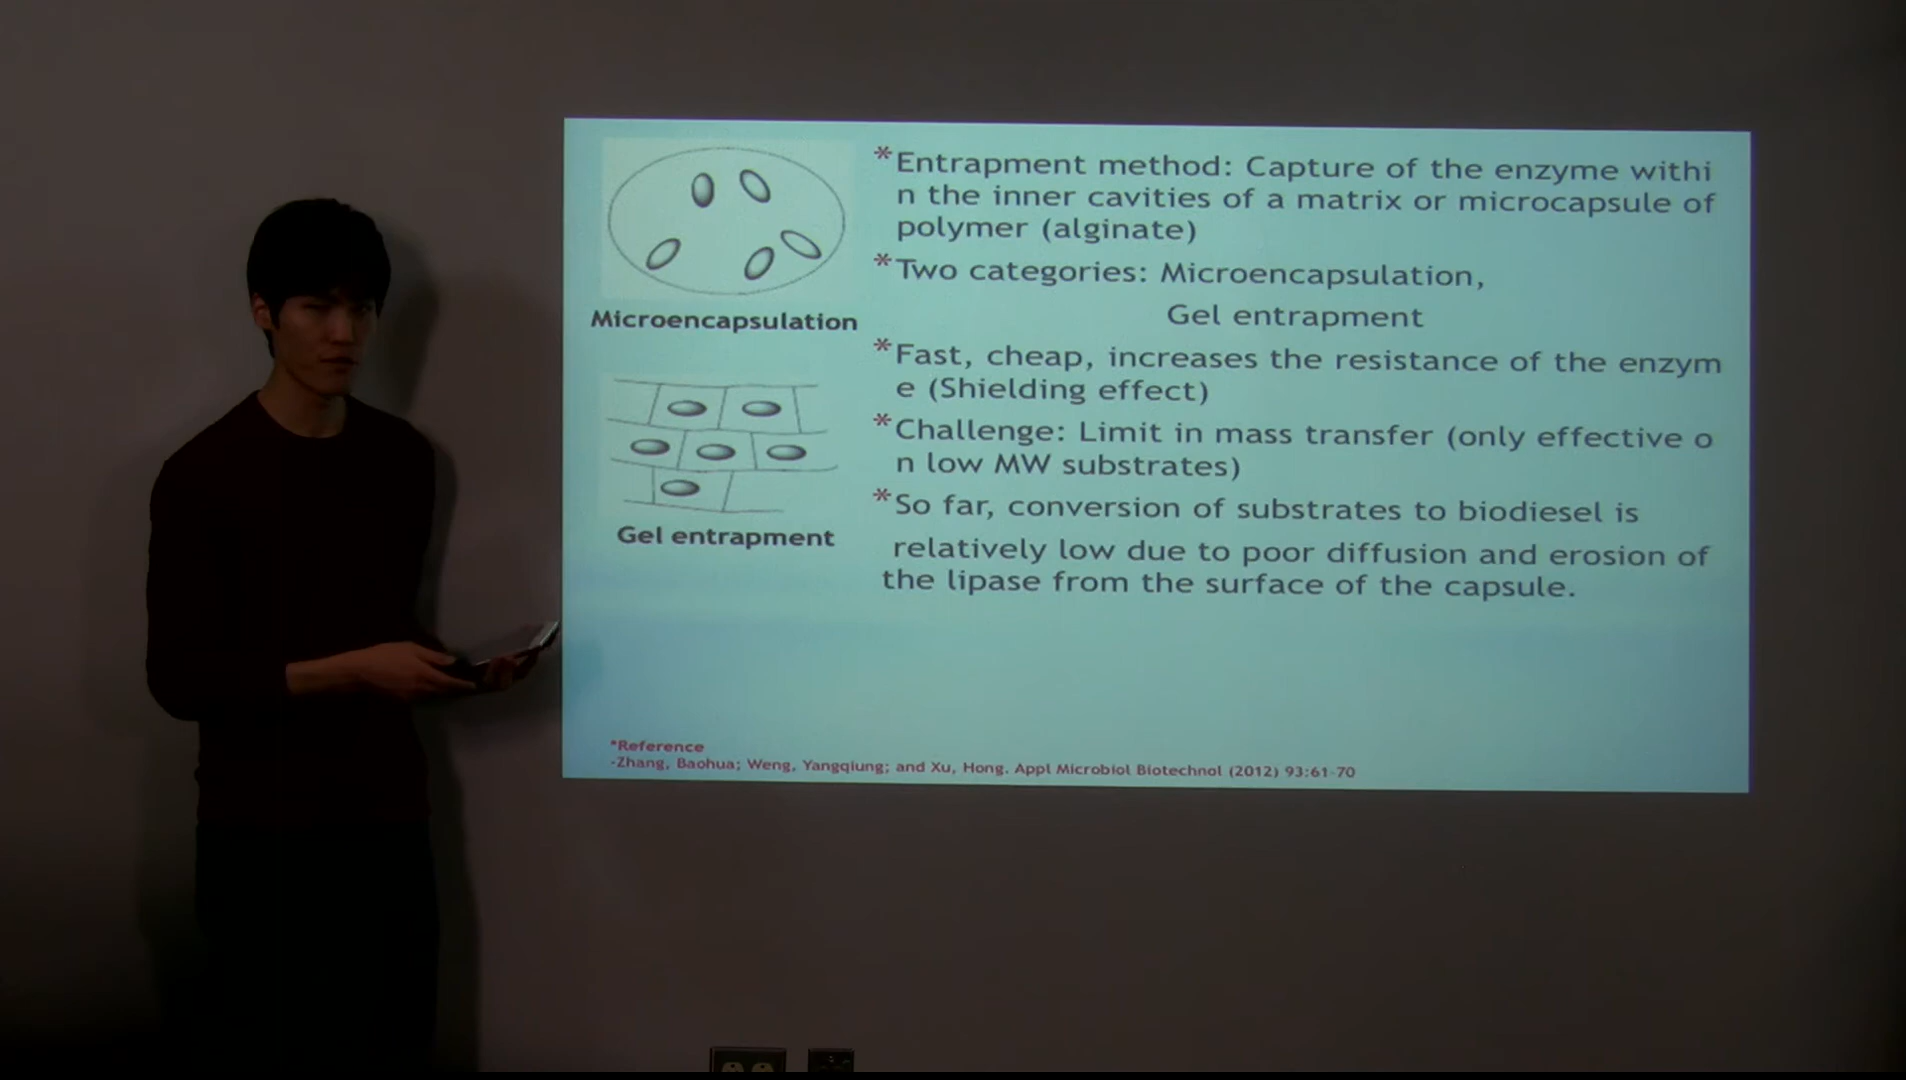 *Entrapment method: Capture of the enzyme withi
n the inner cavities of a matrix or microcapsule of
polymer (alginate)
*Two categories: Microencapsulation,
Gel entrapment
*Fast, cheap, increases the resistance of the enzym
e (Shielding effect)
*Challenge: Limit in mass transfer (only effective o
n low MW substrates)
*So far, conversion of substrates to biodiesel is
relatively low due to poor diffusion and erosion of
the lipase from the surface of the capsule.
Microencapsulation
Gel entrapment
*Reference
-Zhang, Baohua; Weng, Yangqiung; and Xu, Hong. Appl Microbiol Biotechnol (2012) 93:61-70